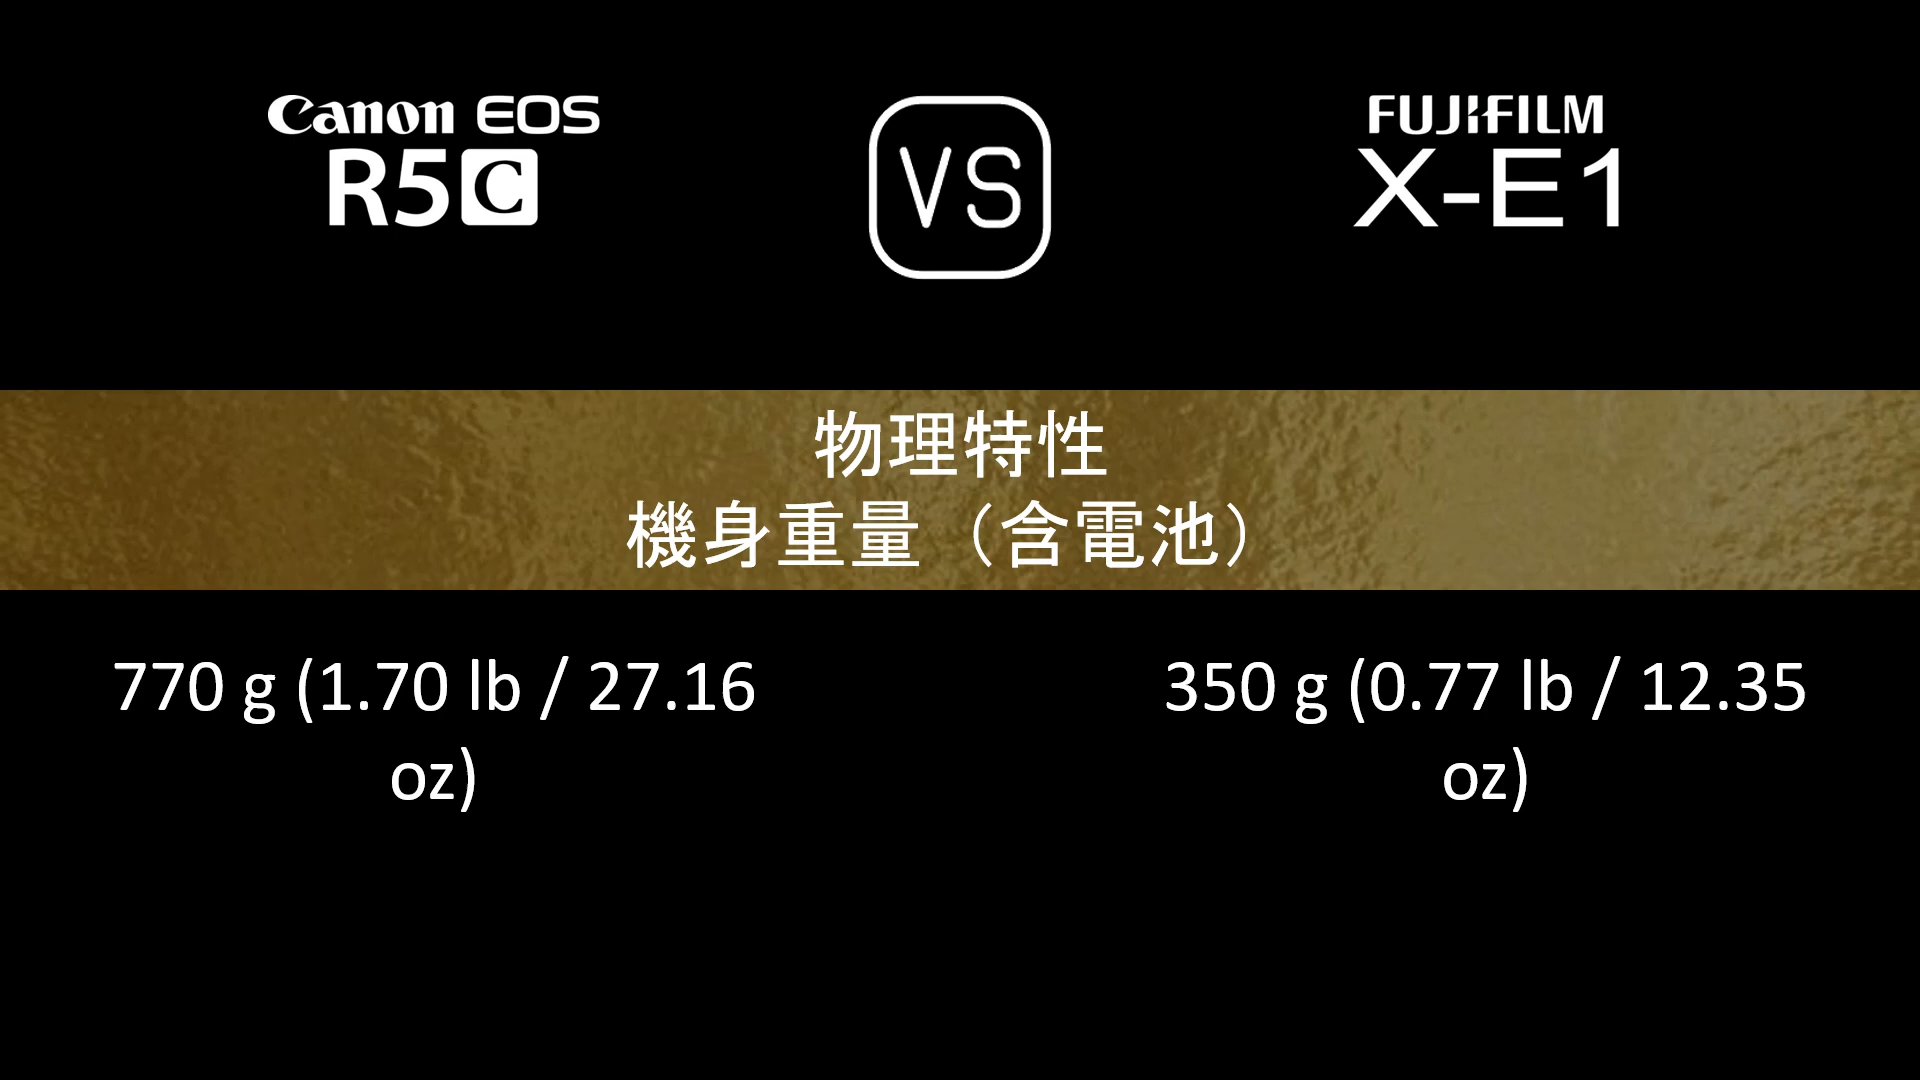 Canon EOS
R5 C
VS
FUJIFILM
X-E1
物理特性
機身重量（含電池）
770 g (1.70 lb / 27.16
oz)
350 g (0.77 lb / 12.35
oz)